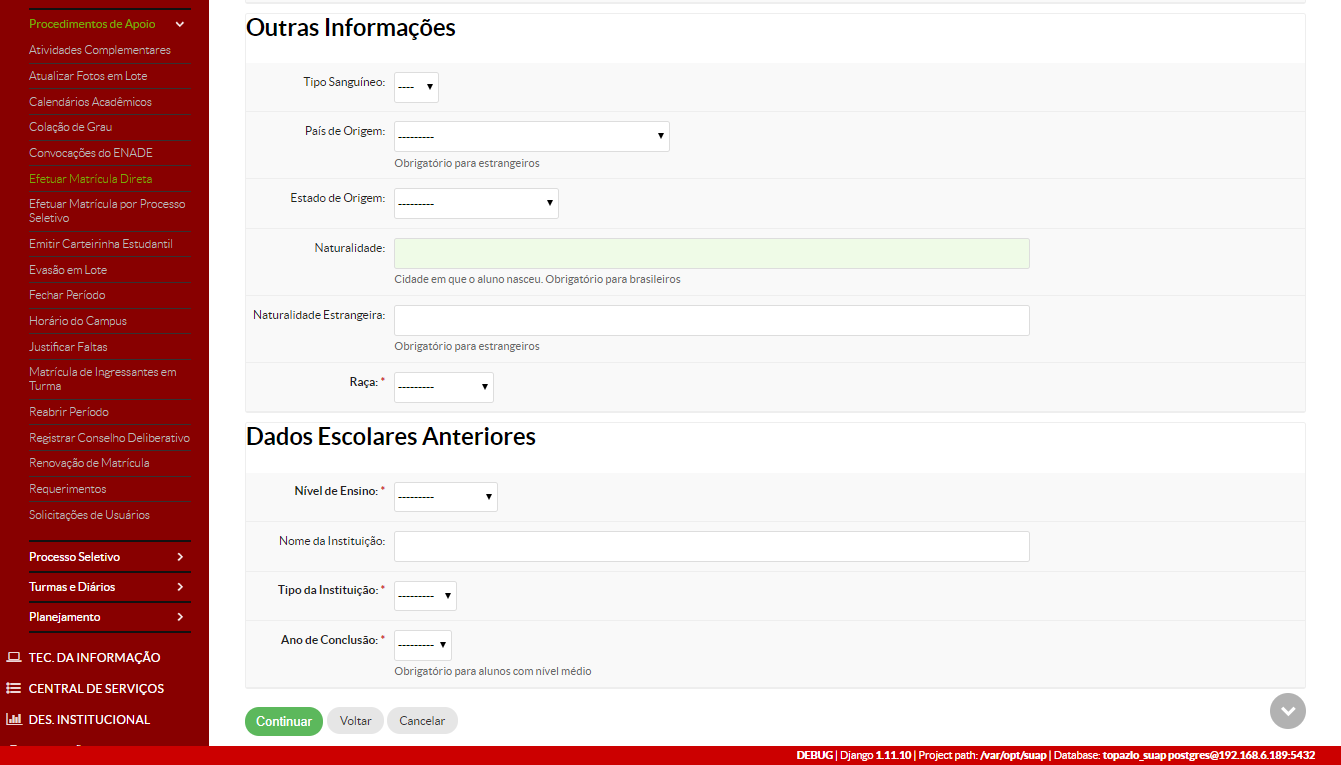 Procedimentos de Apoio
Atividades Complementares
Atualizar Fotos em Lote
Calendários Acadêmicos
Colação de Grau
Convocações do ENADE
Efetuar Matrícula Direta
Efetuar Matrícula por Processo
Seletivo
Emitir Carteirinha Estudantil
Evasão em Lote
Fechar Período
Horário do Campus
Justificar Faltas
Matrícula de Ingressantes em
Turma
Reabrir Período
Registrar Conselho Deliberativo
Renovação de Matrícula
Requerimentos
Solicitações de Usuários
Processo Seletivo
Turmas e Diários
Planejamento
TEC. DA INFORMAÇÃO
CENTRAL DE SERVIÇOS
DES. INSTITUCIONAL
Outras Informações
Tipo Sanguíneo: ----
País de Origem: ---------
Obrigatório para estrangeiros
Estado de Origem: ---------
Naturalidade:
Cidade em que o aluno nasceu. Obrigatório para brasileiros
Naturalidade Estrangeira:
Obrigatório para estrangeiros
Raça: * ---------
Dados Escolares Anteriores
Nível de Ensino: * ---------
Nome da Instituição:
Tipo da Instituição: * ---------
Ano de Conclusão: * ---------
Obrigatório para alunos com nível médio
Continuar Voltar Cancelar
DEBUG | Django 1.11.10 | Project path: /var/opt/suap | Database: topazio_suap postgres@192.168.6.189:5432